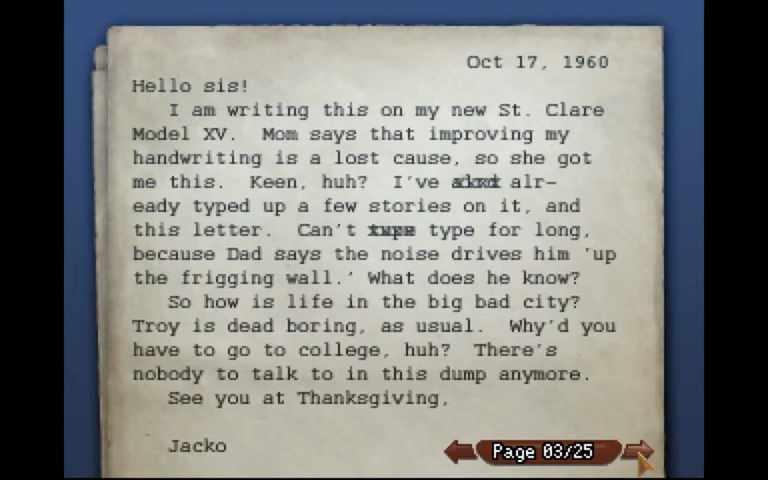 Oct 17, 1960
Hello sis!
I am writing this on my new St. Clare
Model XV. Mom says that improving my
handwriting is a lost cause, so she got
me this. Keen, huh? I've alr-
eady typed up a few stories on it, and
this letter. Can't type for long,
because Dad says the noise drives him 'up
the frigging wall.' What does he know?
So how is life in the big bad city?
Troy is dead boring, as usual. Why'd you
have to go to college, huh? There's
nobody to talk to in this dump anymore.
See you at Thanksgiving,
Jacko
Page 03/25